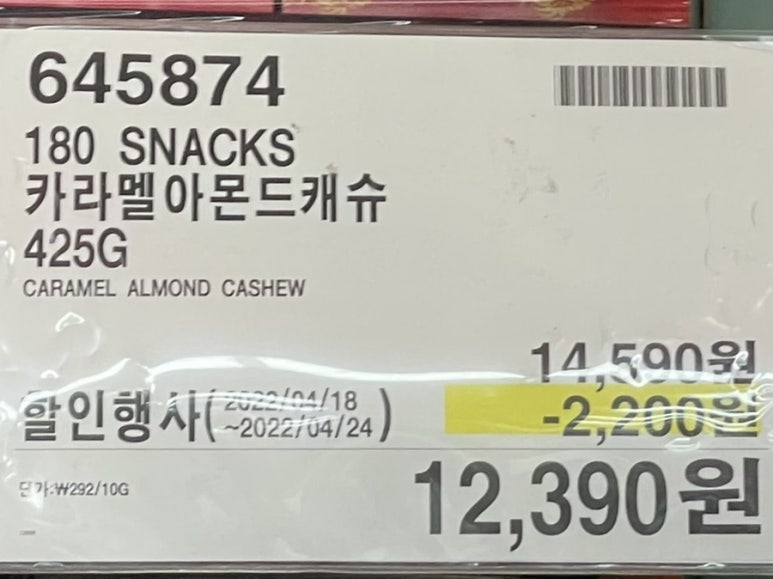 645874
180 SNACKS
카라멜아몬드캐슈
425G
CARAMEL ALMOND CASHEW
14,590원
할인행사(2022/04/18
~2022/04/24)
-2,200원
단가:₩292/10G
12,390원